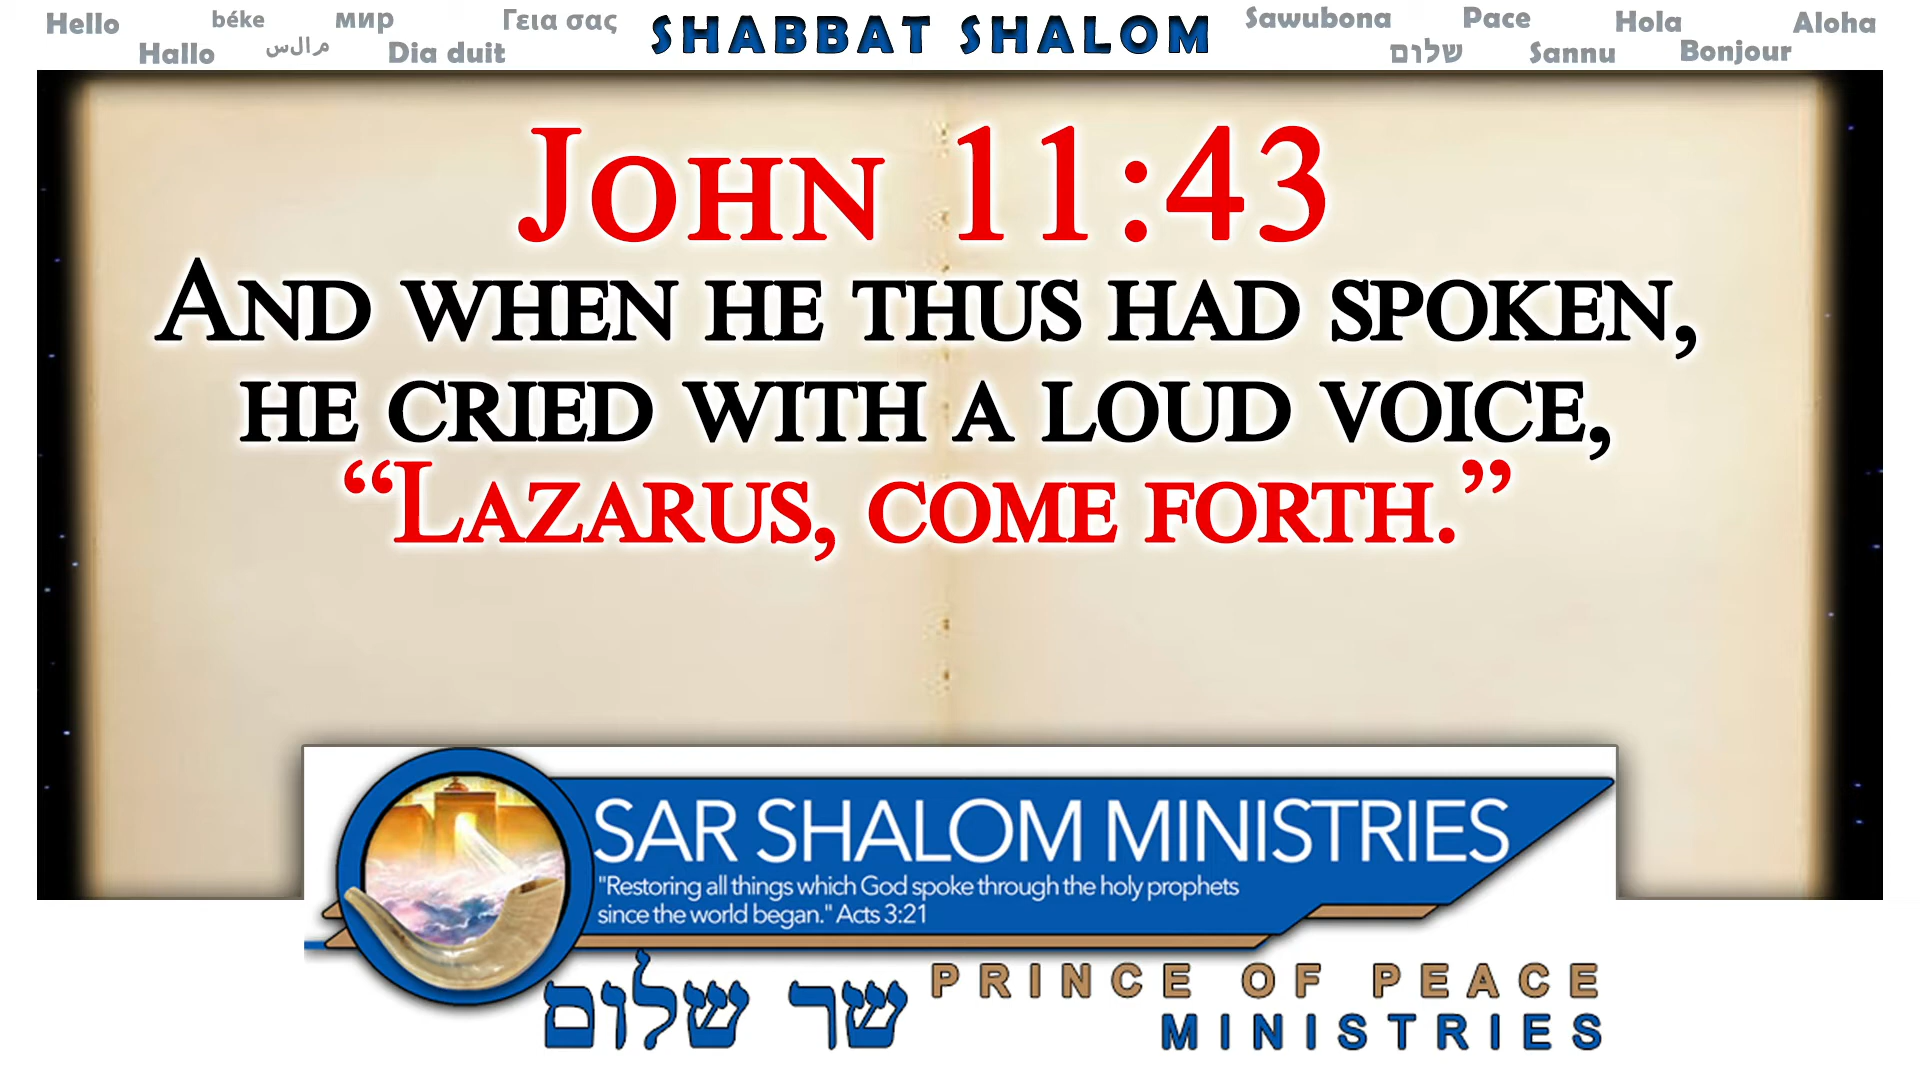 Hello
béke
мир
Γεια σας
Hallo
سلام
Dia duit
SHABBAT SHALOM
Sawubona
Pace
Hola
Aloha
שלום
Sannu
Bonjour
JOHN 11:43
AND WHEN HE THUS HAD SPOKEN,
HE CRIED WITH A LOUD VOICE,
“LAZARUS, COME FORTH.”
SAR SHALOM MINISTRIES
"Restoring all things which God spoke through the holy prophets
since the world began." Acts 3:21
שר שלום
PRINCE OF PEACE
MINISTRIES